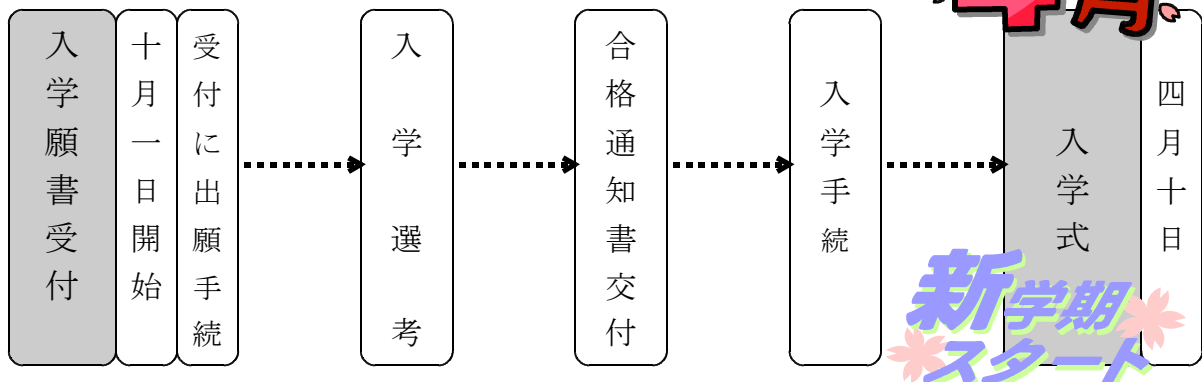 入学願書受付
十月一日開始
受付に出願手続
入学選考
合格通知書交付
入学手続
入学式
四月十日
新学期
スタート